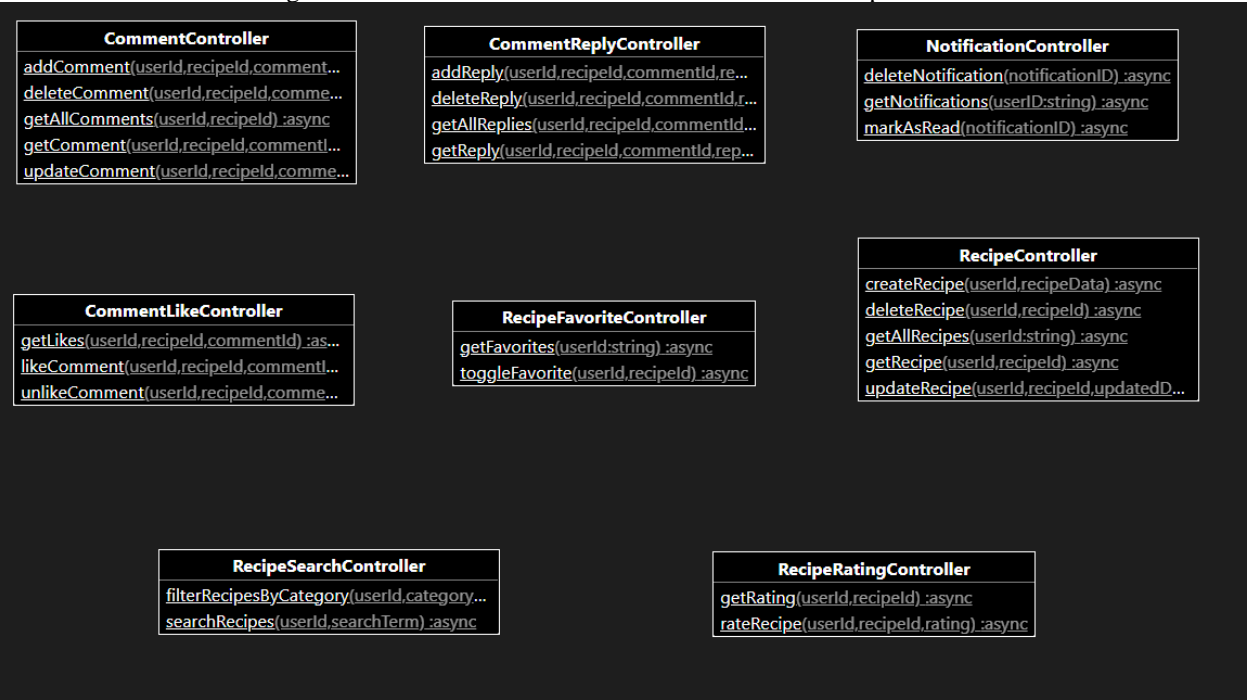 CommentController
addComment(userId,recipeId,comment...
deleteComment(userId,recipeId,comme...
getAllComments(userId,recipeId) :async
getComment(userId,recipeId,commentI...
updateComment(userId,recipeId,comme...
CommentReplyController
addReply(userId,recipeId,commentId,re...
deleteReply(userId,recipeId,commentId,r...
getAllReplies(userId,recipeId,commentId...
getReply(userId,recipeId,commentId,rep...
NotificationController
deleteNotification(notificationID) :async
getNotifications(userID:string) :async
markAsRead(notificationID) :async
CommentLikeController
getLikes(userId,recipeId,commentId) :as...
likeComment(userId,recipeId,commentI...
unlikeComment(userId,recipeId,comme...
RecipeFavoriteController
getFavorites(userId:string) :async
toggleFavorite(userId,recipeId) :async
RecipeController
createRecipe(userId,recipeData) :async
deleteRecipe(userId,recipeId) :async
getAllRecipes(userId:string) :async
getRecipe(userId,recipeId) :async
updateRecipe(userId,recipeId,updatedD...
RecipeSearchController
filterRecipesByCategory(userId,category...
searchRecipes(userId,searchTerm) :async
RecipeRatingController
getRating(userId,recipeId) :async
rateRecipe(userId,recipeId,rating) :async